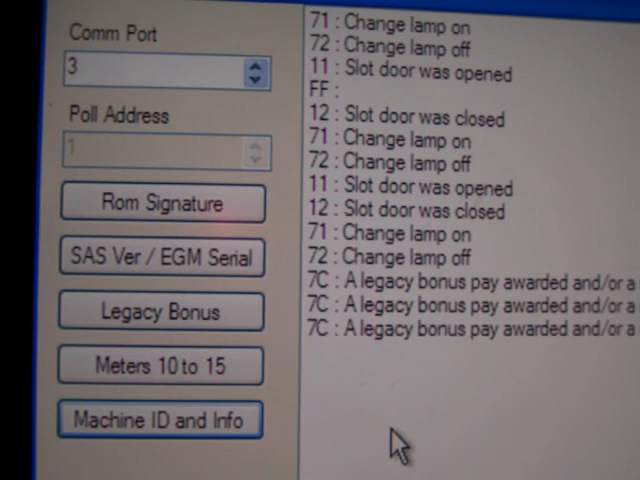 Comm Port
3
Poll Address
1
Rom Signature
SAS Ver / EGM Serial
Legacy Bonus
Meters 10 to 15
Machine ID and Info
71 : Change lamp on
72 : Change lamp off
11 : Slot door was opened
FF :
12 : Slot door was closed
71 : Change lamp on
72 : Change lamp off
11 : Slot door was opened
12 : Slot door was closed
71 : Change lamp on
72 : Change lamp off
7C : A legacy bonus pay awarded and/or a
7C : A legacy bonus pay awarded and/or a
7C : A legacy bonus pay awarded and/or a